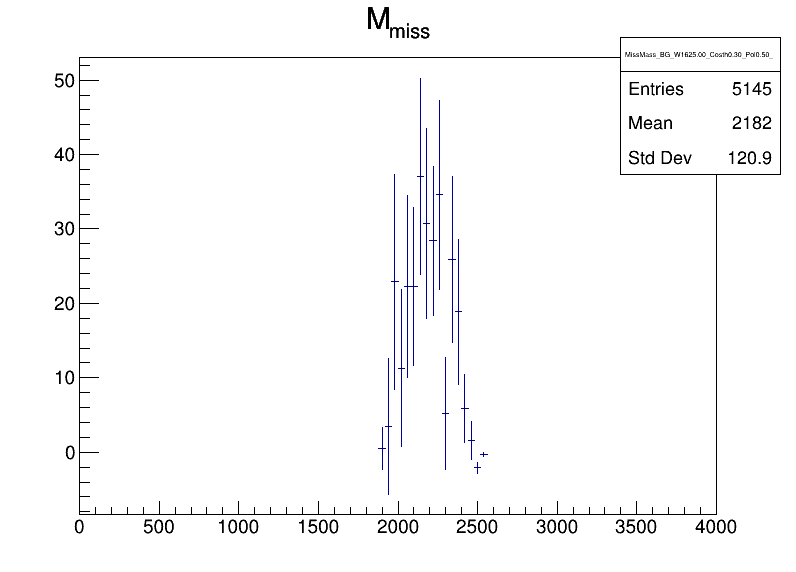 M_miss
MissMass_BG_W1625.00_Costh0.30_Pol0.50_
Entries 5145
Mean 2182
Std Dev 120.9
50
40
30
20
10
0
0 500 1000 1500 2000 2500 3000 3500 4000